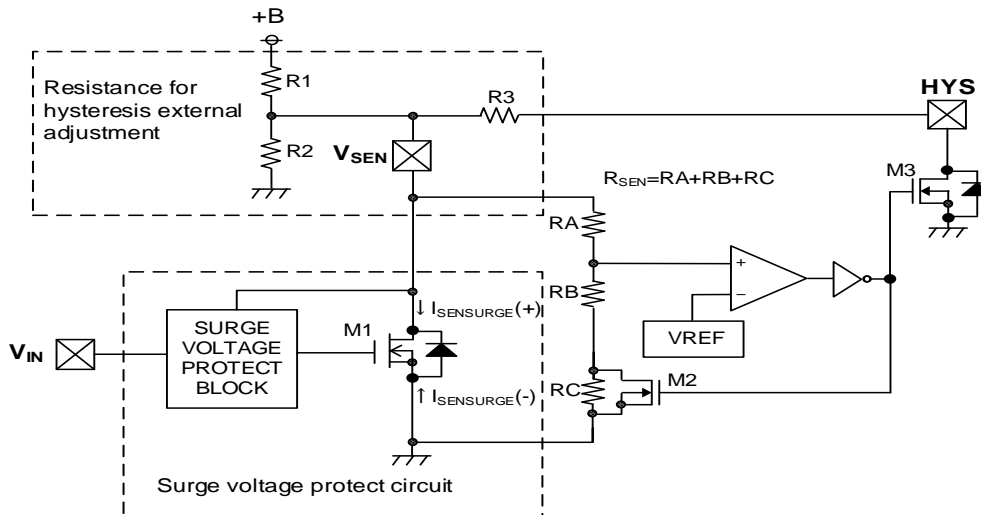 +B
Resistance for
hysteresis external
adjustment
R1
R2
R3
HYS
VSEN
M3
RSEN=RA+RB+RC
RA
RB
+
−
VREF
VIN
SURGE
VOLTAGE
PROTECT
BLOCK
M1
↓ ISENSURGE(+)
↑ ISENSURGE(-)
RC
M2
Surge voltage protect circuit